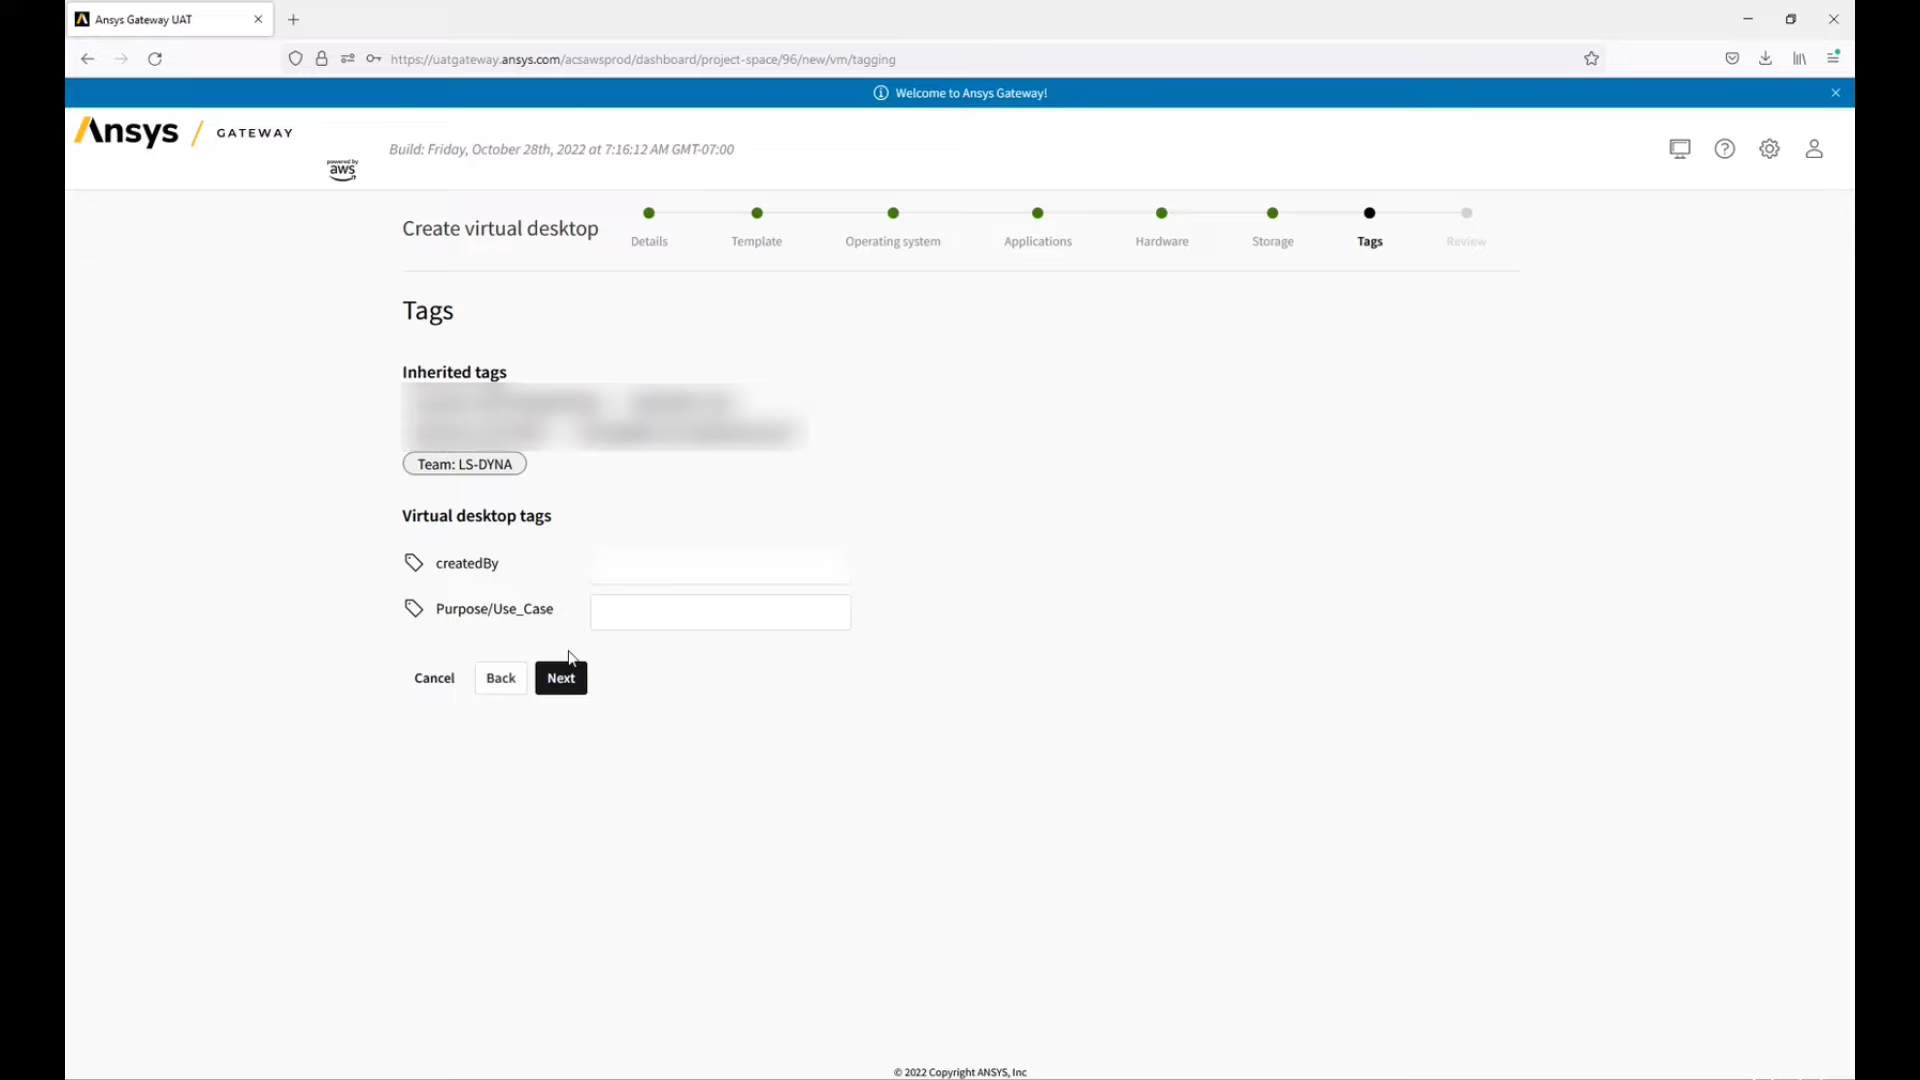 Ansys Gateway UAT
https://uatgateway.ansys.com/acsawsprod/dashboard/project-space/96/new/vm/tagging
Welcome to Ansys Gateway!
Ansys / GATEWAY
powered by
aws
Build: Friday, October 28th, 2022 at 7:16:12 AM GMT-07:00
Create virtual desktop
Details
Template
Operating system
Applications
Hardware
Storage
Tags
Review
Tags
Inherited tags
Team: LS-DYNA
Virtual desktop tags
createdBy
Purpose/Use_Case
Cancel
Back
Next
© 2022 Copyright ANSYS, Inc